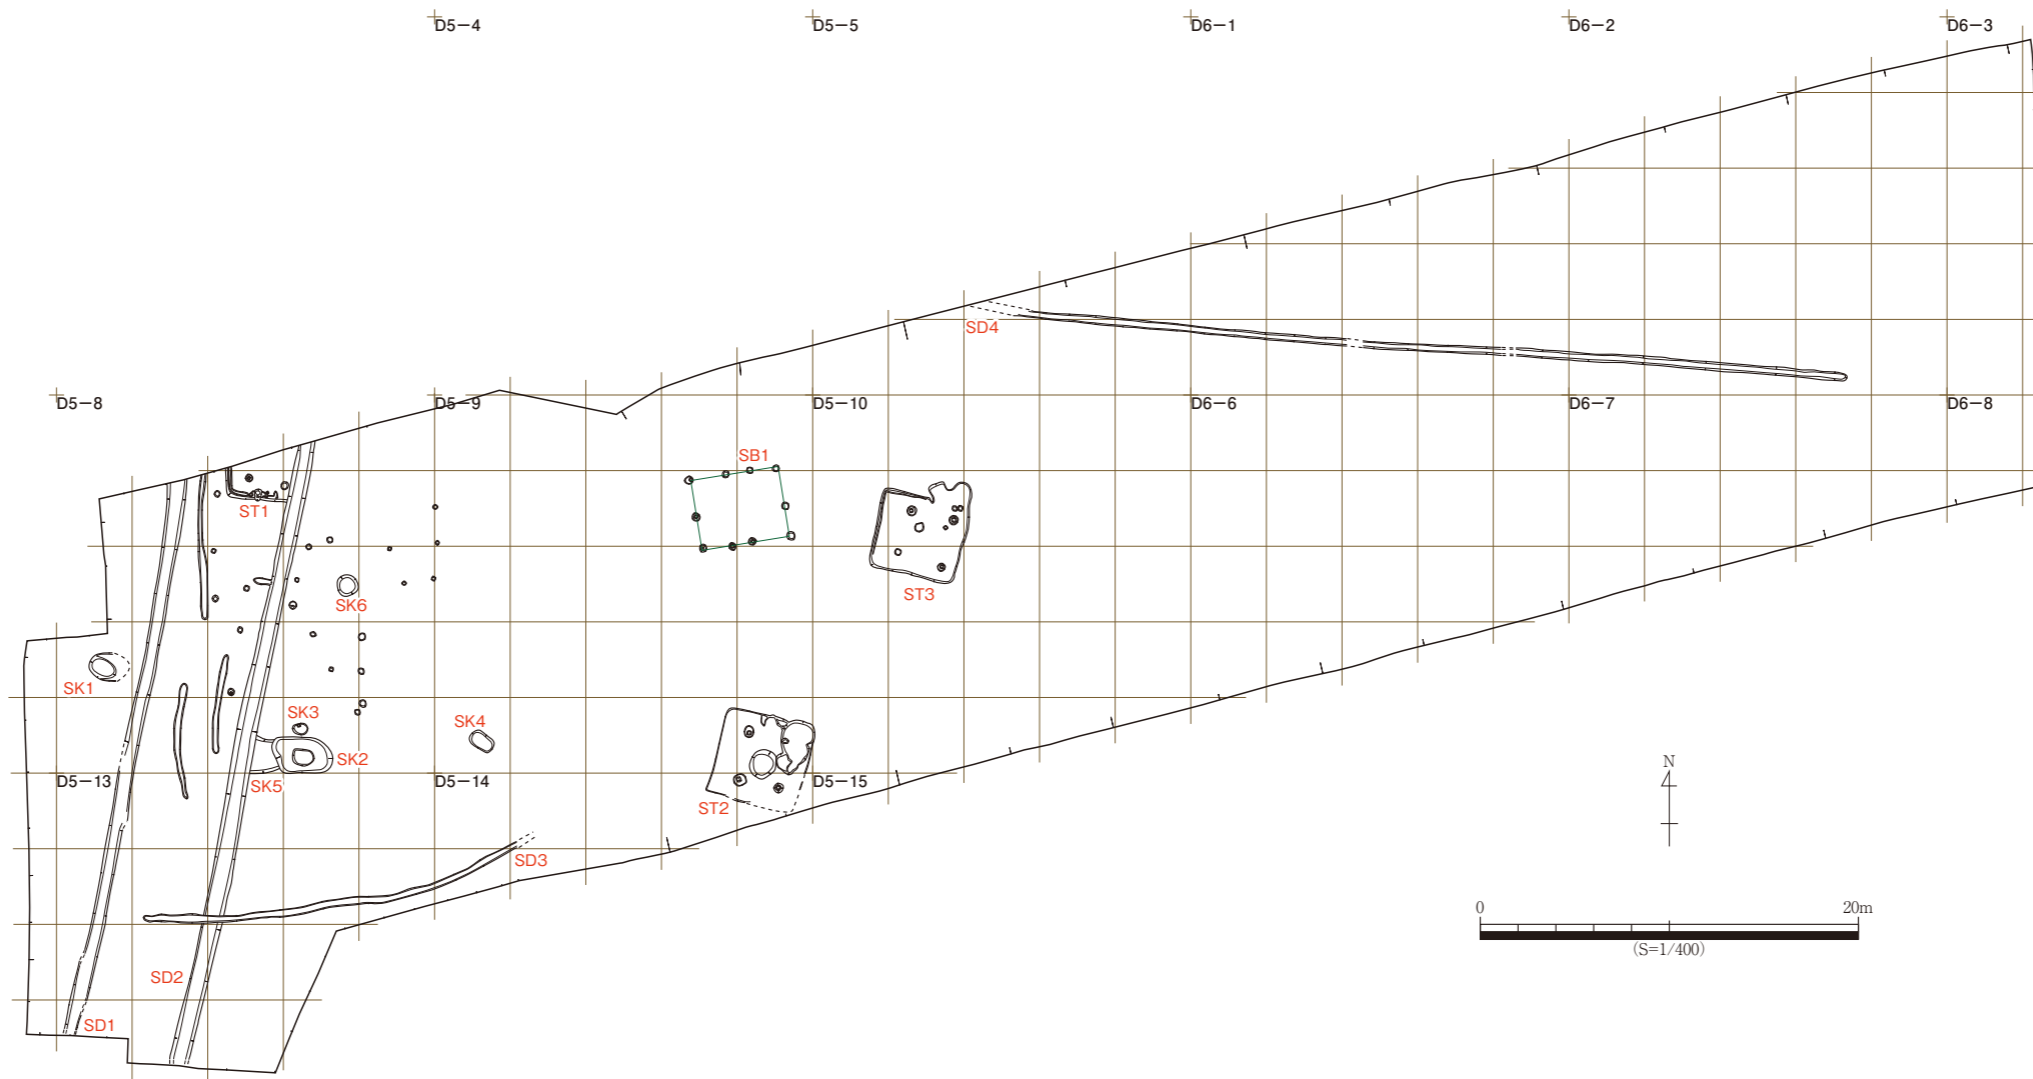 D5−4
D5−5
D6−1
D6−2
D6−3
SD4
D5−8
D5−9
D5−10
D6−6
D6−7
D6−8
SB1
ST1
ST3
SK6
SK1
SK3
SK4
SK2
D5−13
SK5
D5−14
ST2
D5−15
N
SD3
0
20m
(S=1/400)
SD2
SD1